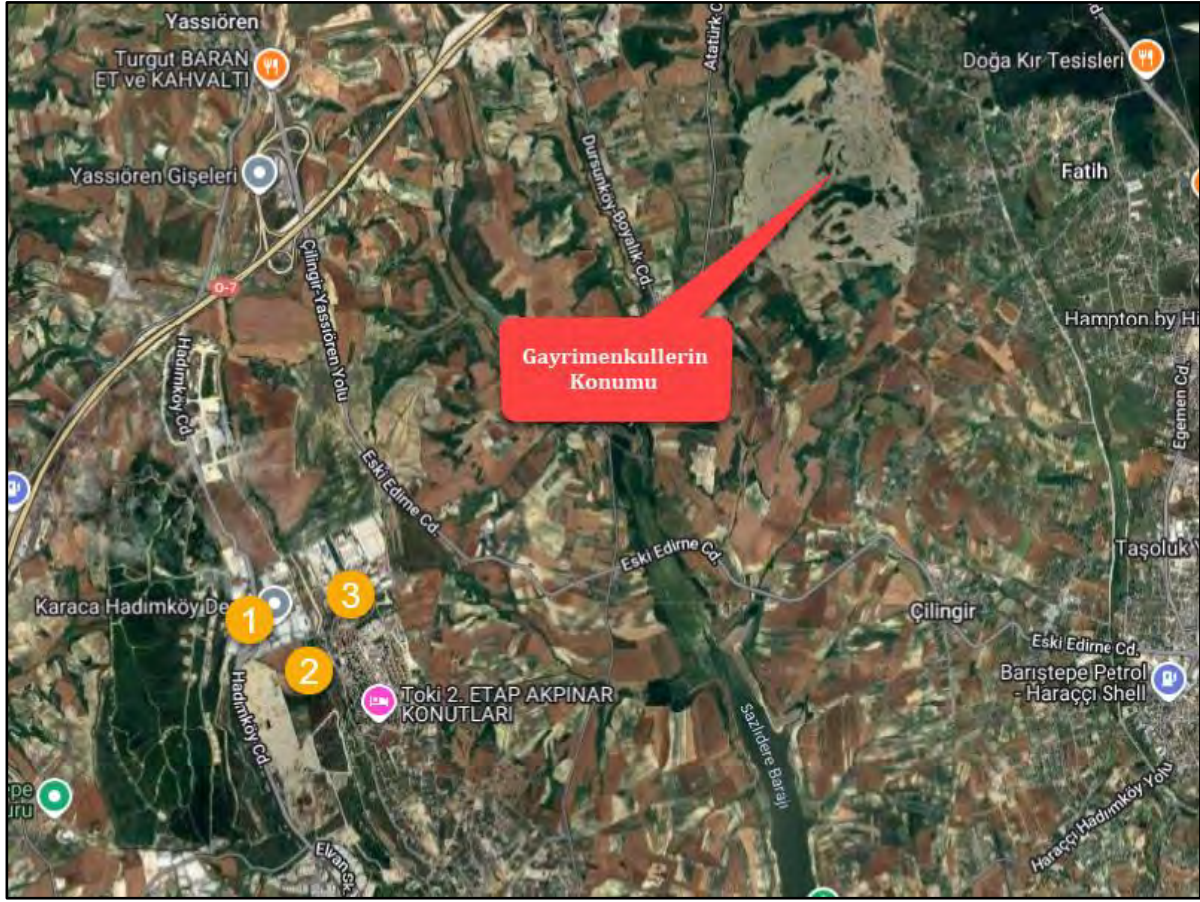 Yassıören
Turgut BARAN
ET ve KAHVALTI
Yassıören Gişeleri
O-7
Çilingir-Yassıören Yolu
Hadımköy Cd.
Dursunköy-Boyalık Cd.
Atatürk C
d.
Doğa Kır Tesisleri
Fatih
Hampton by Hi
Egemen Cd.
Gayrimenkullerin
Konumu
Eski Edirne Cd.
Eski Edirne Cd.
Taşoluk Y
Karaca Hadımköy De
1
3
2
Çilingir
Eski Edirne Cd.
Barıştepe Petrol
- Haraççı Shell
Toki 2. ETAP AKPINAR
KONUTLARI
Hadımköy Cd.
Sazlıdere Barajı
Haraççı Hadımköy Yolu
Elvan Sk.